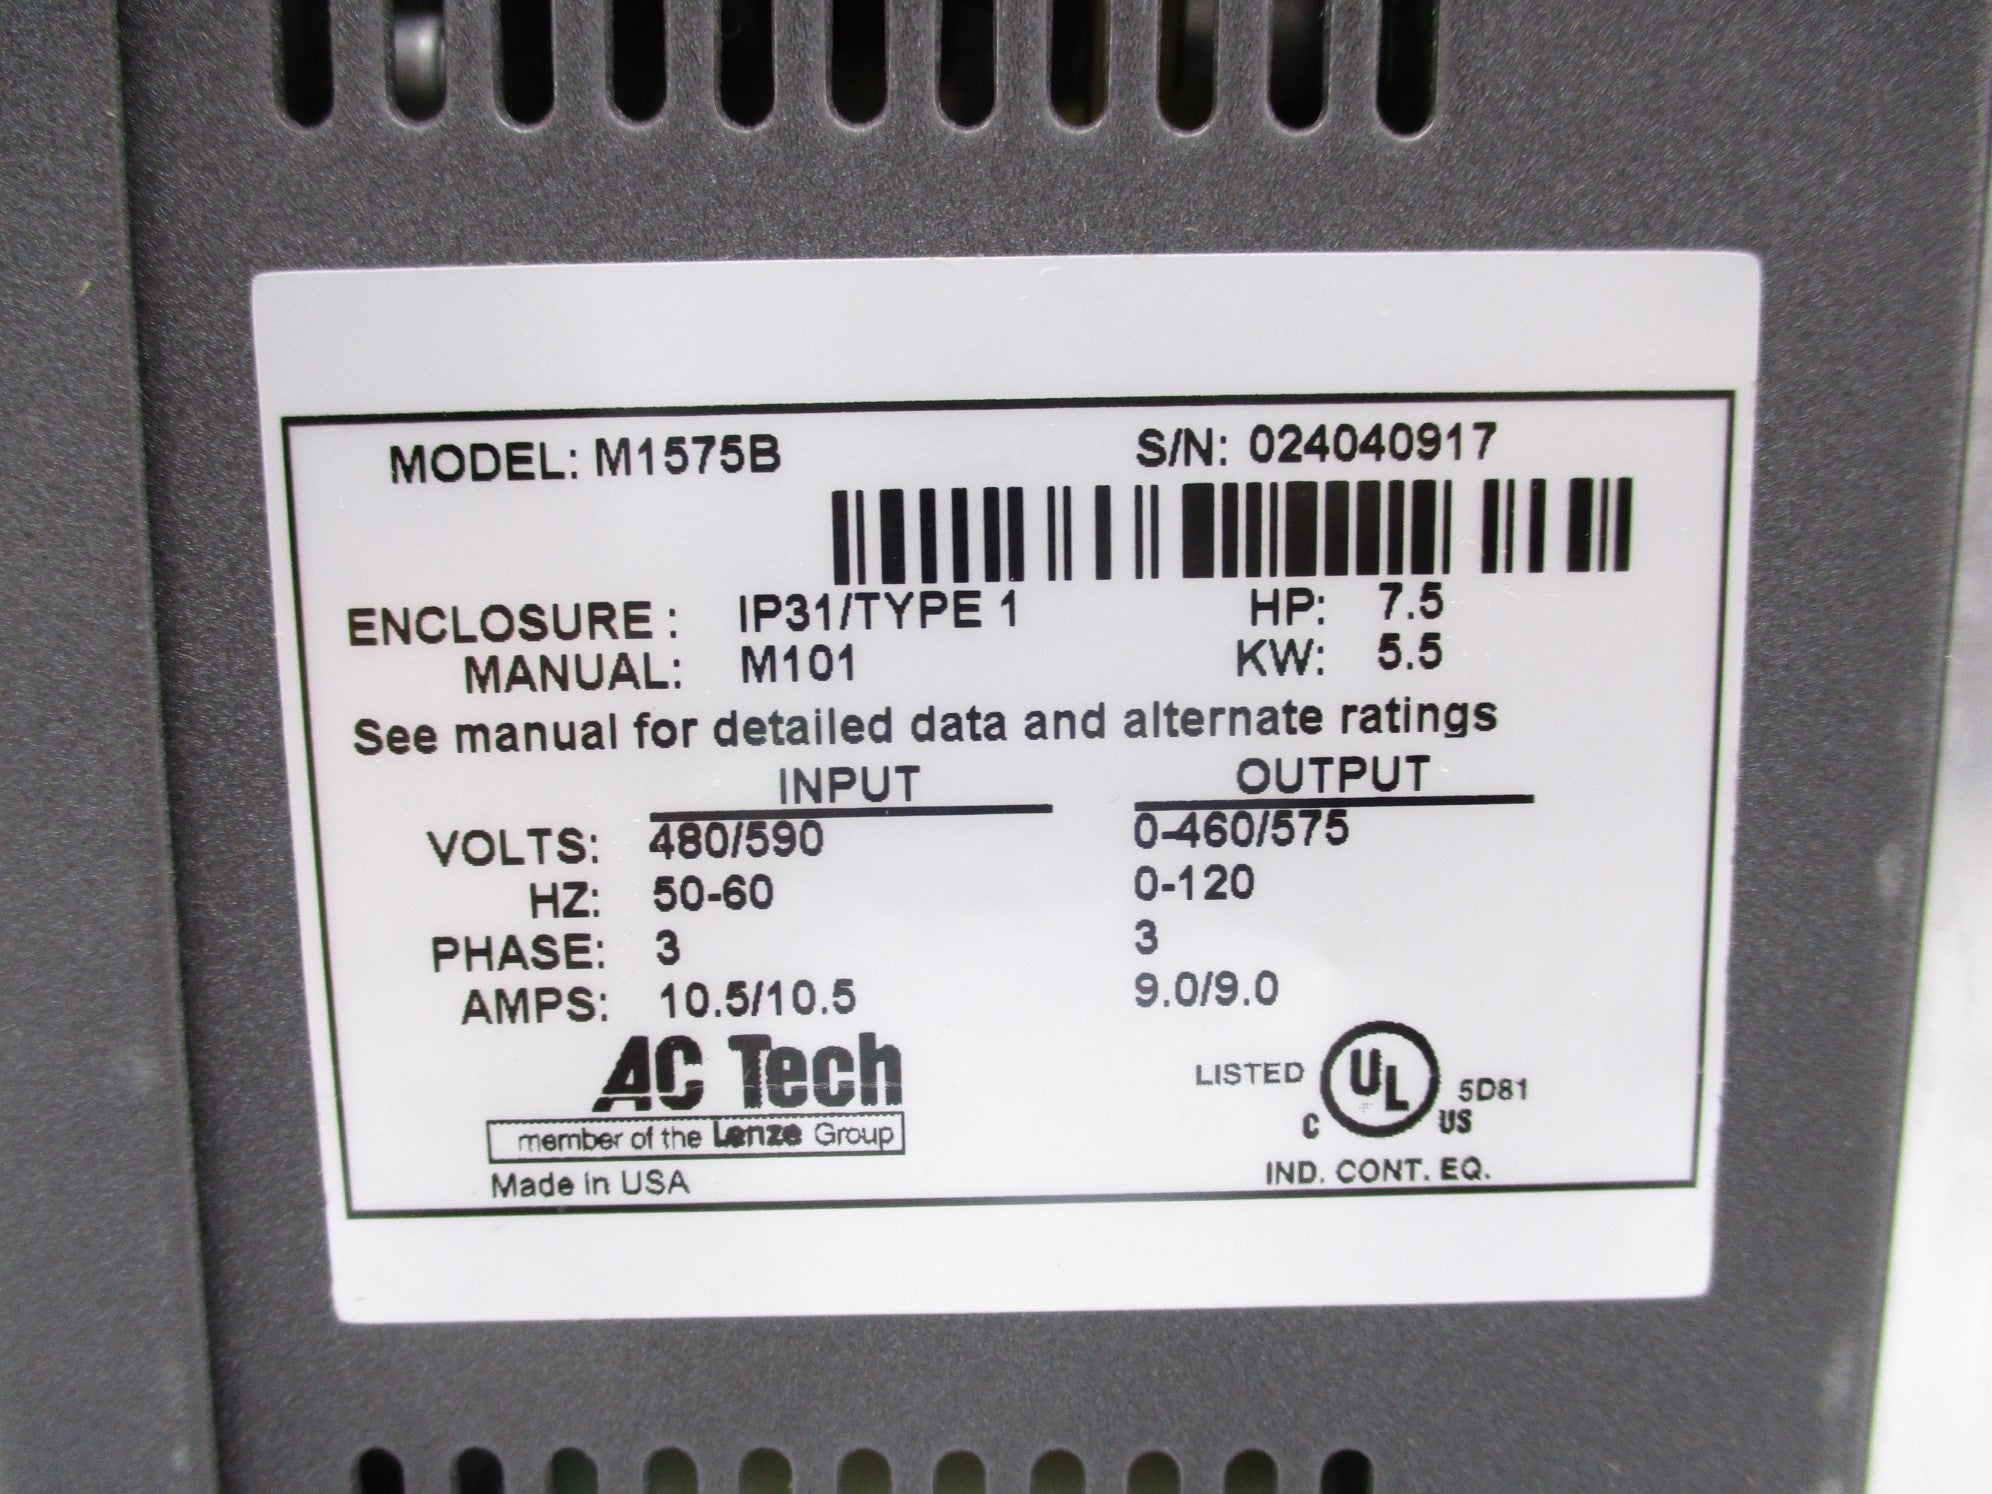 MODEL: M1575B S/N: 024040917
ENCLOSURE : IP31/TYPE 1 HP: 7.5
MANUAL: M101 KW: 5.5
See manual for detailed data and alternate ratings
INPUT OUTPUT
VOLTS: 480/590 0-460/575
HZ: 50-60 0-120
PHASE: 3 3
AMPS: 10.5/10.5 9.0/9.0
AC Tech
member of the Lenze Group
Made in USA
LISTED UL 5D81
C US
IND. CONT. EQ.